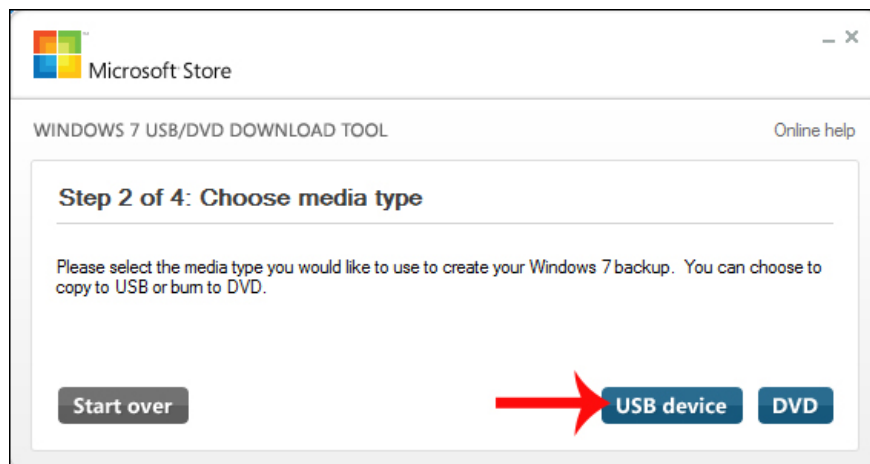 Microsoft Store
WINDOWS 7 USB/DVD DOWNLOAD TOOL
Online help
Step 2 of 4: Choose media type
Please select the media type you would like to use to create your Windows 7 backup. You can choose to
copy to USB or burn to DVD.
Start over
USB device
DVD